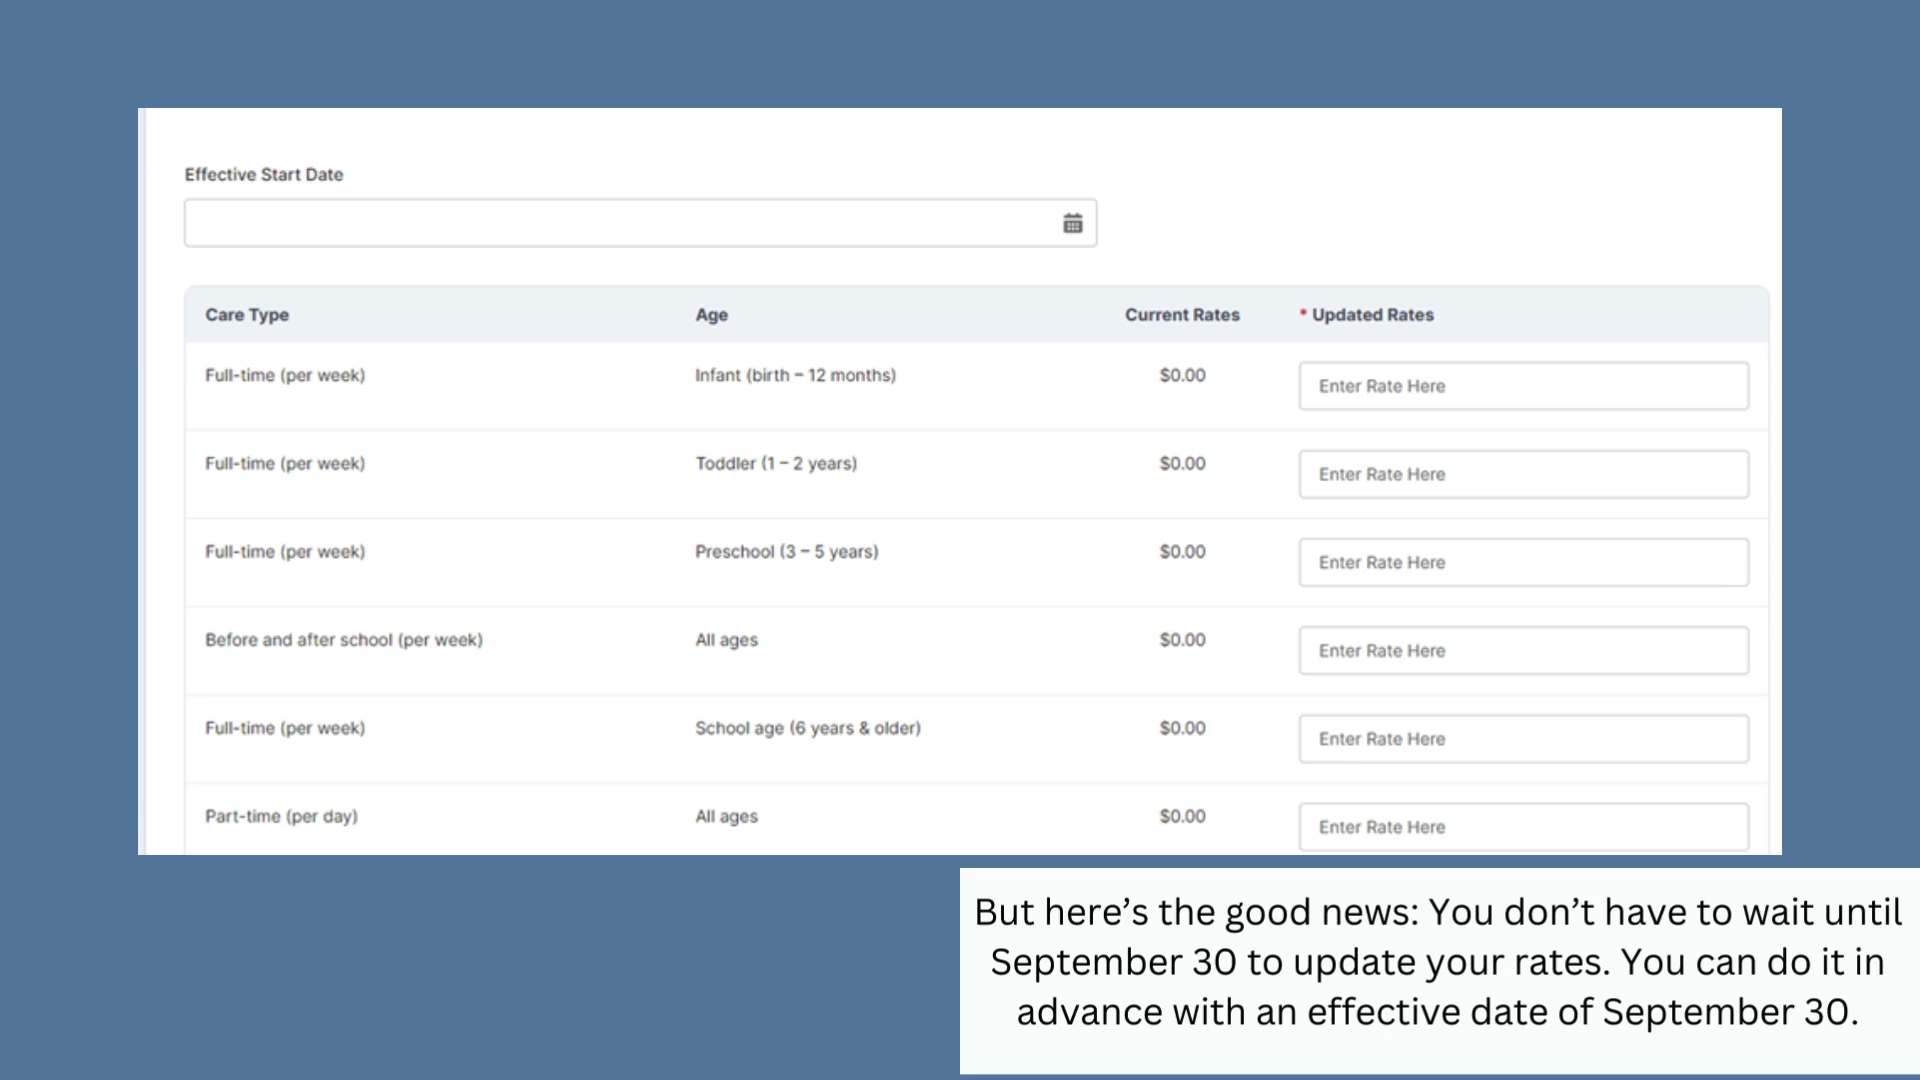 Effective Start Date
Care Type Age Current Rates * Updated Rates
Full-time (per week) Infant (birth – 12 months) $0.00 Enter Rate Here
Full-time (per week) Toddler (1 – 2 years) $0.00 Enter Rate Here
Full-time (per week) Preschool (3 – 5 years) $0.00 Enter Rate Here
Before and after school (per week) All ages $0.00 Enter Rate Here
Full-time (per week) School age (6 years & older) $0.00 Enter Rate Here
Part-time (per day) All ages $0.00 Enter Rate Here
But here’s the good news: You don’t have to wait until
September 30 to update your rates. You can do it in
advance with an effective date of September 30.